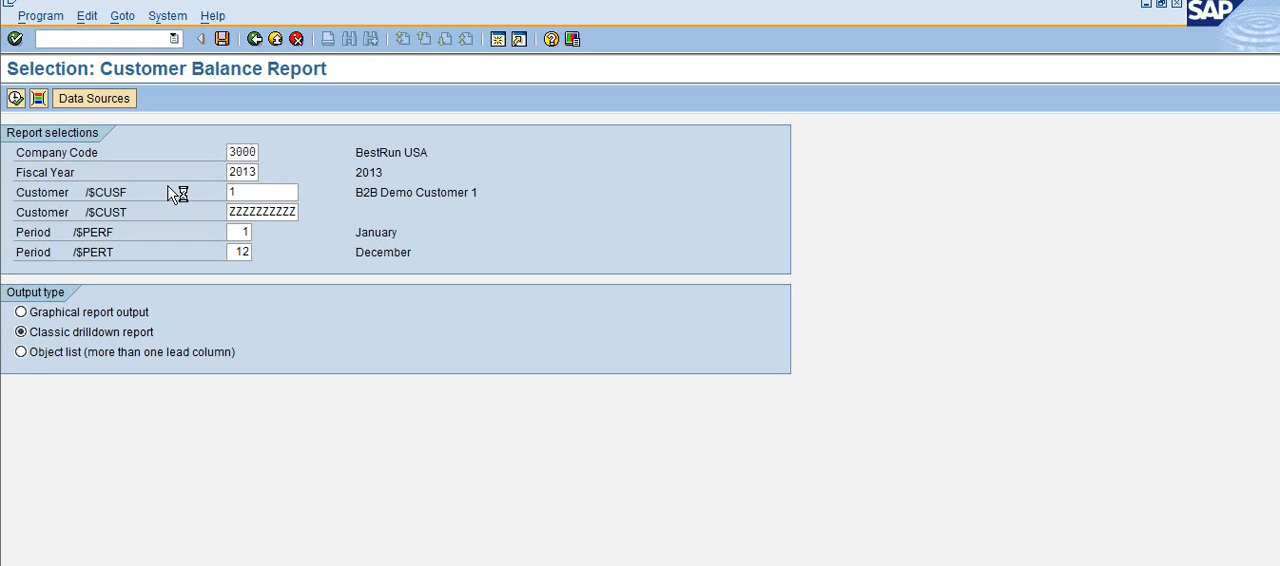 Program Edit Goto System Help
SAP
Selection: Customer Balance Report
Data Sources
Report selections
Company Code 3000 BestRun USA
Fiscal Year 2013 2013
Customer /$CUSF 1 B2B Demo Customer 1
Customer /$CUST ZZZZZZZZZZ
Period /$PERF 1 January
Period /$PERT 12 December
Output type
Graphical report output
Classic drilldown report
Object list (more than one lead column)